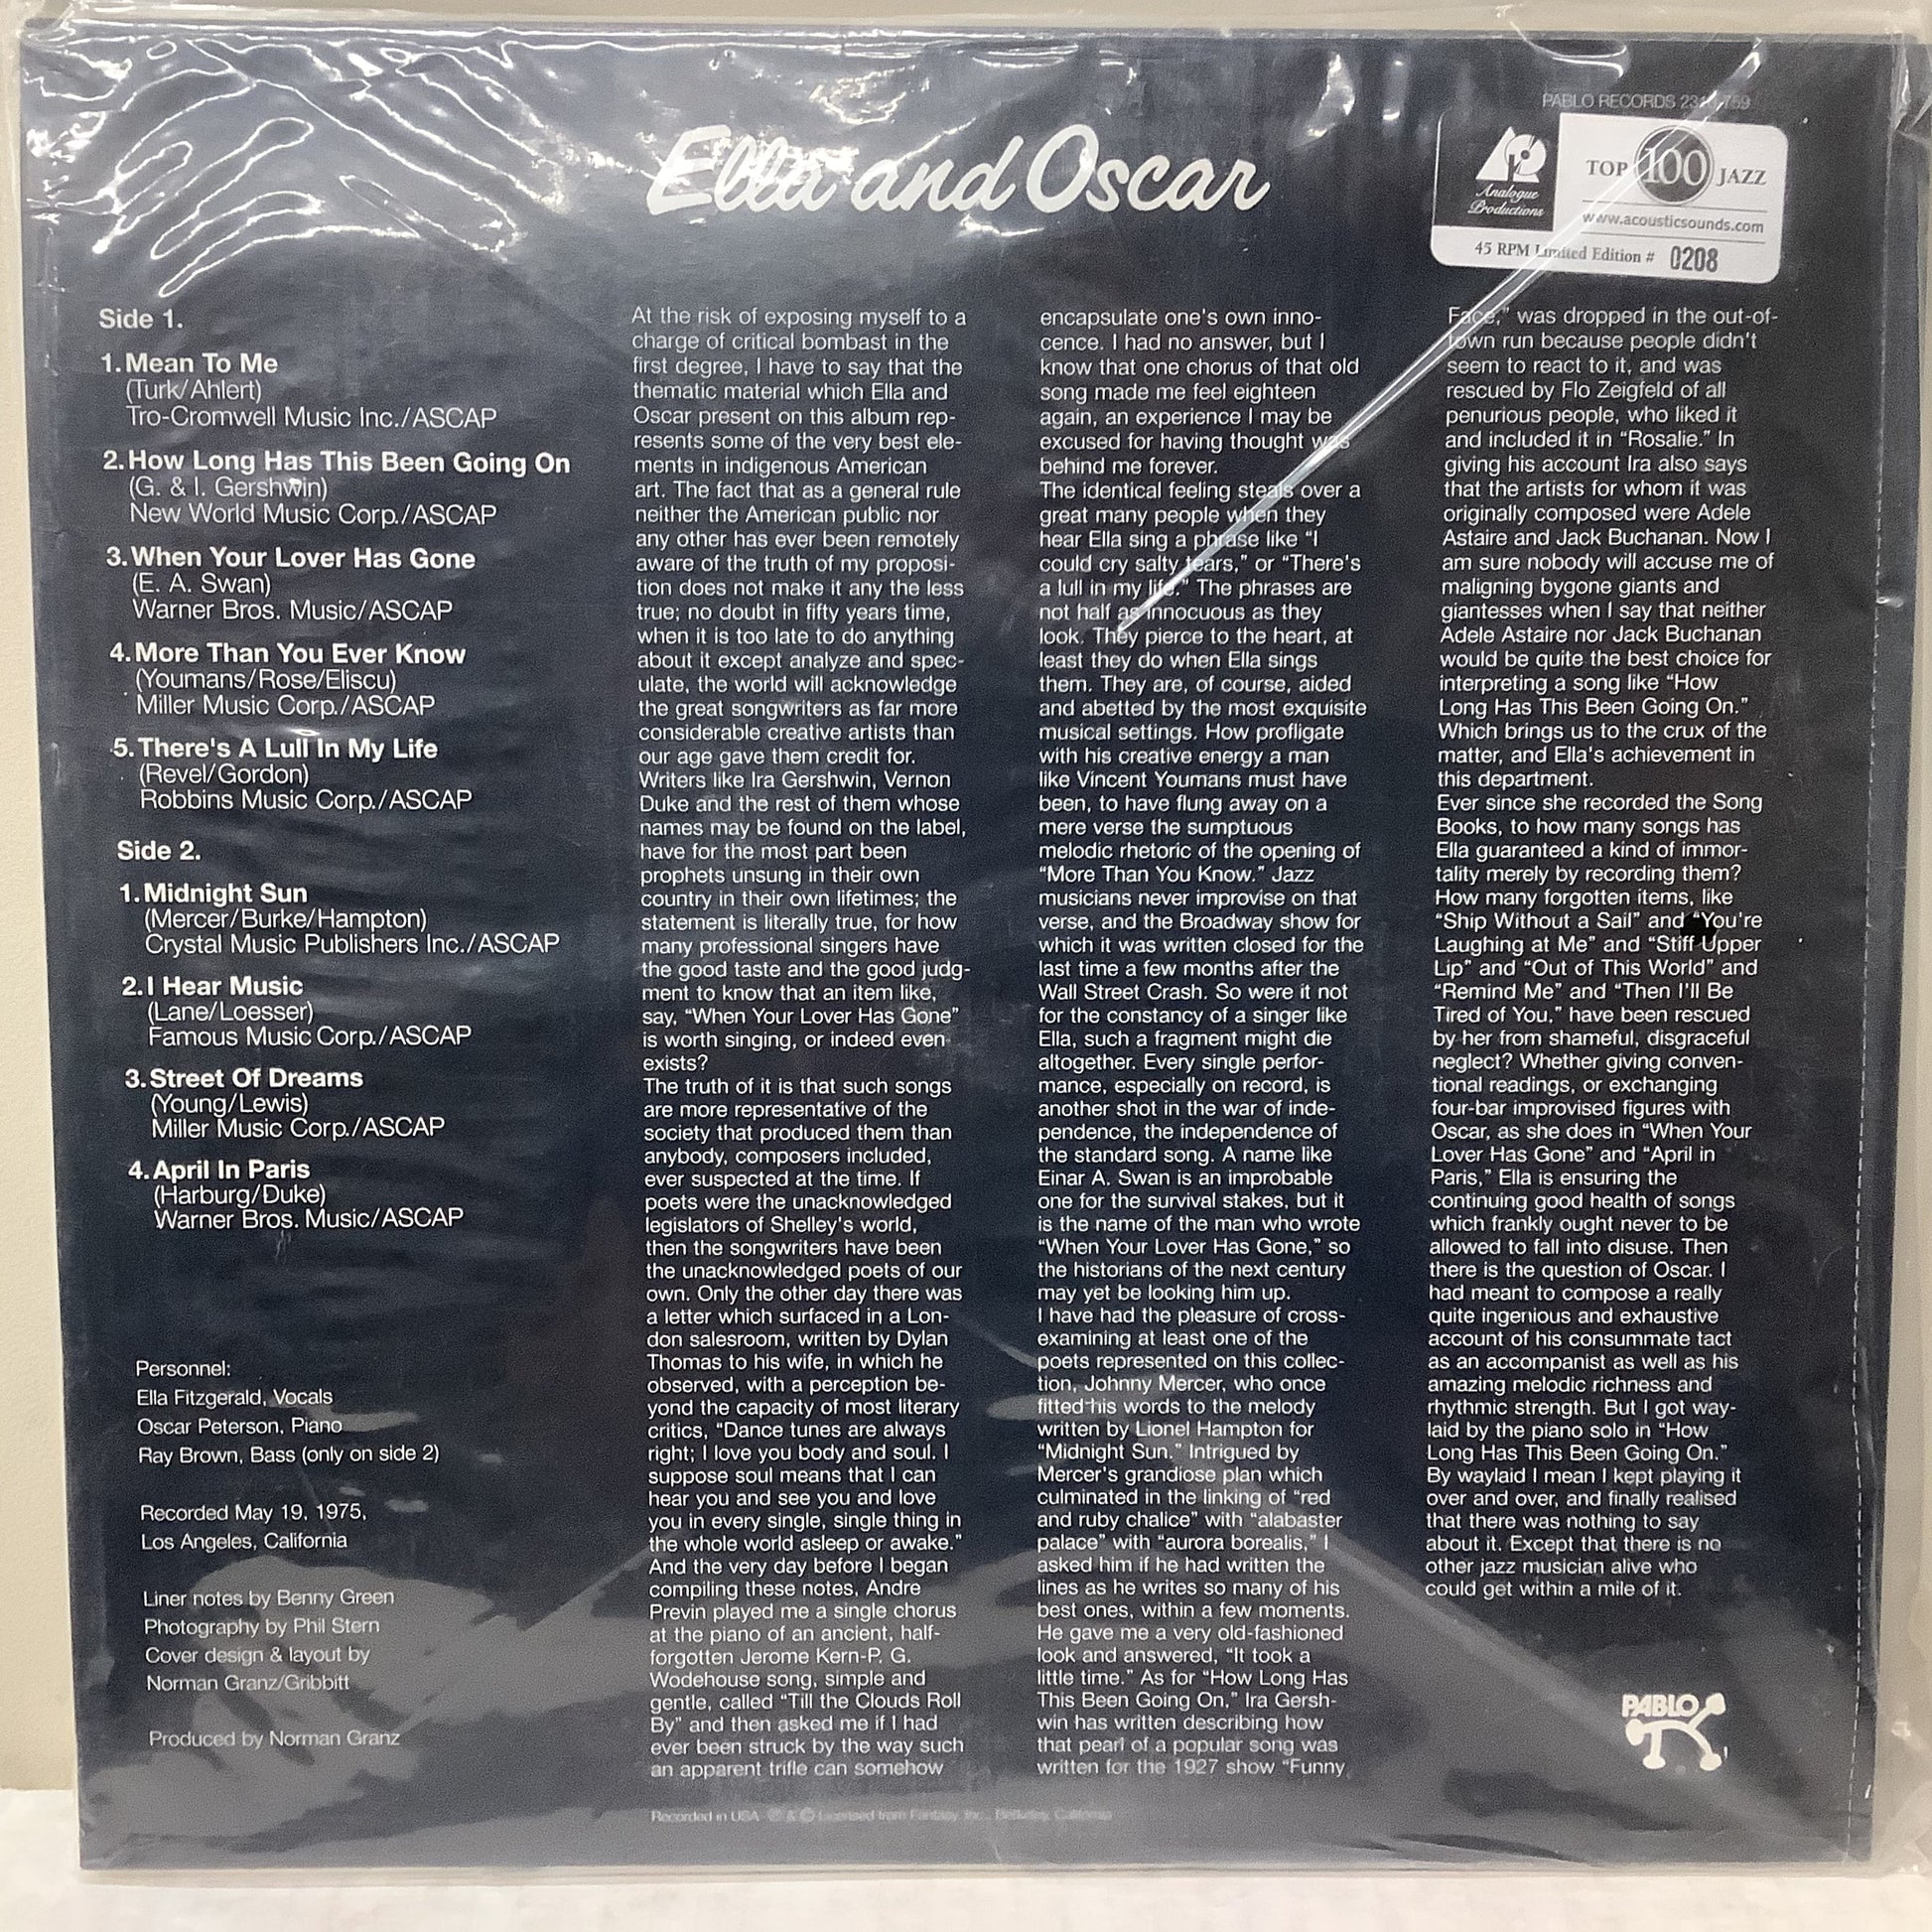 PABLO RECORDS
Ella and Oscar
AP
Analogue
Productions
TOP 100 JAZZ
www.acousticsounds.com
45 RPM Limited Edition # 0208
Side 1.
1. Mean To Me
(Turk/Ahlert)
Tro-Cromwell Music Inc./ASCAP
2. How Long Has This Been Going On
(G. & I. Gershwin)
New World Music Corp./ASCAP
3. When Your Lover Has Gone
(E. A. Swan)
Warner Bros. Music/ASCAP
4. More Than You Ever Know
(Youmans/Rose/Eliscu)
Miller Music Corp./ASCAP
5. There's A Lull In My Life
(Revel/Gordon)
Robbins Music Corp./ASCAP
Side 2.
1. Midnight Sun
(Mercer/Burke/Hampton)
Crystal Music Publishers Inc./ASCAP
2. I Hear Music
(Lane/Loesser)
Famous Music Corp./ASCAP
3. Street Of Dreams
(Young/Lewis)
Miller Music Corp./ASCAP
4. April In Paris
(Harburg/Duke)
Warner Bros. Music/ASCAP
Personnel:
Ella Fitzgerald, Vocals
Oscar Peterson, Piano
Ray Brown, Bass (only on side 2)
Recorded May 19, 1975,
Los Angeles, California
Liner notes by Benny Green
Photography by Phil Stern
Cover design & layout by
Norman Granz/Gribbitt
Produced by Norman Granz
At the risk of exposing myself to a
charge of critical bombast in the
first degree, I have to say that the
thematic material which Ella and
Oscar present on this album rep-
resents some of the very best ele-
ments in indigenous American
art. The fact that as a general rule
neither the American public nor
any other has ever been remotely
aware of the truth of my proposi-
tion does not make it any the less
true; no doubt in fifty years time,
when it is too late to do anything
about it except analyze and spec-
ulate, the world will acknowledge
the great songwriters as far more
considerable creative artists than
our age gave them credit for.
Writers like Ira Gershwin, Vernon
Duke and the rest of them whose
names may be found on the label,
have for the most part been
prophets unsung in their own
country in their own lifetimes; the
statement is literally true, for how
many professional singers have
the good taste and the good judg-
ment to know that an item like,
say, “When Your Lover Has Gone”
is worth singing, or indeed even
exists?
The truth of it is that such songs
are more representative of the
society that produced them than
anybody, composers included,
ever suspected at the time. If
poets were the unacknowledged
legislators of Shelley's world,
then the songwriters have been
the unacknowledged poets of our
own. Only the other day there was
a letter which surfaced in a Lon-
don salesroom, written by Dylan
Thomas to his wife, in which he
observed, with a perception be-
yond the capacity of most literary
critics, “Dance tunes are always
right; I love you body and soul. I
suppose soul means that I can
hear you and see you and love
you in every single, single thing in
the whole world asleep or awake.”
And the very day before I began
compiling these notes, Andre
Previn played me a single chorus
at the piano of an ancient, half-
forgotten Jerome Kern-P. G.
Wodehouse song, simple and
gentle, called “Till the Clouds Roll
By” and then asked me if I had
ever been struck by the way such
an apparent trifle can somehow
encapsulate one's own inno-
cence. I had no answer, but I
know that one chorus of that old
song made me feel eighteen
again, an experience I may be
excused for having thought was
behind me forever.
The identical feeling steals over a
great many people when they
hear Ella sing a phrase like “I
could cry salty tears,” or “There's
a lull in my life.” The phrases are
not half as innocuous as they
look. They pierce to the heart, at
least they do when Ella sings
them. They are, of course, aided
and abetted by the most exquisite
musical settings. How profligate
with his creative energy a man
like Vincent Youmans must have
been, to have flung away on a
mere verse the sumptuous
melodic rhetoric of the opening of
“More Than You Know.” Jazz
musicians never improvise on that
verse, and the Broadway show for
which it was written closed for the
last time a few months after the
Wall Street Crash. So were it not
for the constancy of a singer like
Ella, such a fragment might die
altogether. Every single perfor-
mance, especially on record, is
another shot in the war of inde-
pendence, the independence of
the standard song. A name like
Einar A. Swan is an improbable
one for the survival stakes, but it
is the name of the man who wrote
“When Your Lover Has Gone,” so
the historians of the next century
may yet be looking him up.
I have had the pleasure of cross-
examining at least one of the
poets represented on this collec-
tion, Johnny Mercer, who once
fitted his words to the melody
written by Lionel Hampton for
“Midnight Sun.” Intrigued by
Mercer's grandiose plan which
culminated in the linking of “red
and ruby chalice” with “alabaster
palace” with “aurora borealis,” I
asked him if he had written the
lines as he writes so many of his
best ones, within a few moments.
He gave me a very old-fashioned
look and answered, “It took a
little time.” As for “How Long Has
This Been Going On,” Ira Gersh-
win has written describing how
that pearl of a popular song was
written for the 1927 show “Funny
Face,” was dropped in the out-of-
town run because people didn't
seem to react to it, and was
rescued by Flo Zeigfeld of all
penurious people, who liked it
and included it in “Rosalie.” In
giving his account Ira also says
that the artists for whom it was
originally composed were Adele
Astaire and Jack Buchanan. Now I
am sure nobody will accuse me of
maligning bygone giants and
giantesses when I say that neither
Adele Astaire nor Jack Buchanan
would be quite the best choice for
interpreting a song like “How
Long Has This Been Going On.”
Which brings us to the crux of the
matter, and Ella's achievement in
this department.
Ever since she recorded the Song
Books, to how many songs has
Ella guaranteed a kind of immor-
tality merely by recording them?
How many forgotten items, like
“Ship Without a Sail” and “You're
Laughing at Me” and “Stiff Upper
Lip” and “Out of This World” and
“Remind Me” and “Then I'll Be
Tired of You,” have been rescued
by her from shameful, disgraceful
neglect? Whether giving conven-
tional readings, or exchanging
four-bar improvised figures with
Oscar, as she does in “When Your
Lover Has Gone” and “April in
Paris,” Ella is ensuring the
continuing good health of songs
which frankly ought never to be
allowed to fall into disuse. Then
there is the question of Oscar. I
had meant to compose a really
quite ingenious and exhaustive
account of his consummate tact
as an accompanist as well as his
amazing melodic richness and
rhythmic strength. But I got way-
laid by the piano solo in “How
Long Has This Been Going On.”
By waylaid I mean I kept playing it
over and over, and finally realised
that there was nothing to say
about it. Except that there is no
other jazz musician alive who
could get within a mile of it.
PABLO
Recorded in USA ℗ & © Licensed from Fantasy, Inc., Berkeley, California